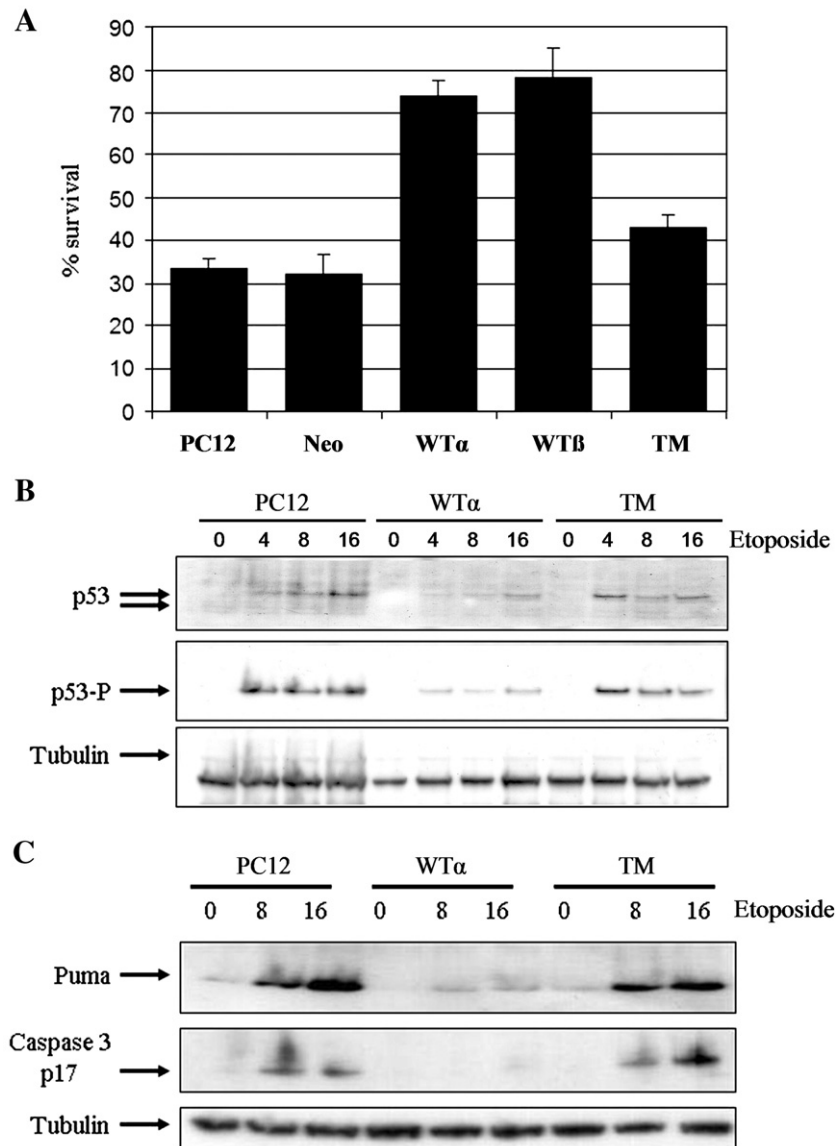 A
90
80
70
60
50
40
30
20
10
0
% survival
PC12 Neo WTα WTß TM
B
PC12 WTα TM
0 4 8 16 0 4 8 16 0 4 8 16 Etoposide
p53
p53-P
Tubulin
C
PC12 WTα TM
0 8 16 0 8 16 0 8 16 Etoposide
Puma
Caspase 3
p17
Tubulin